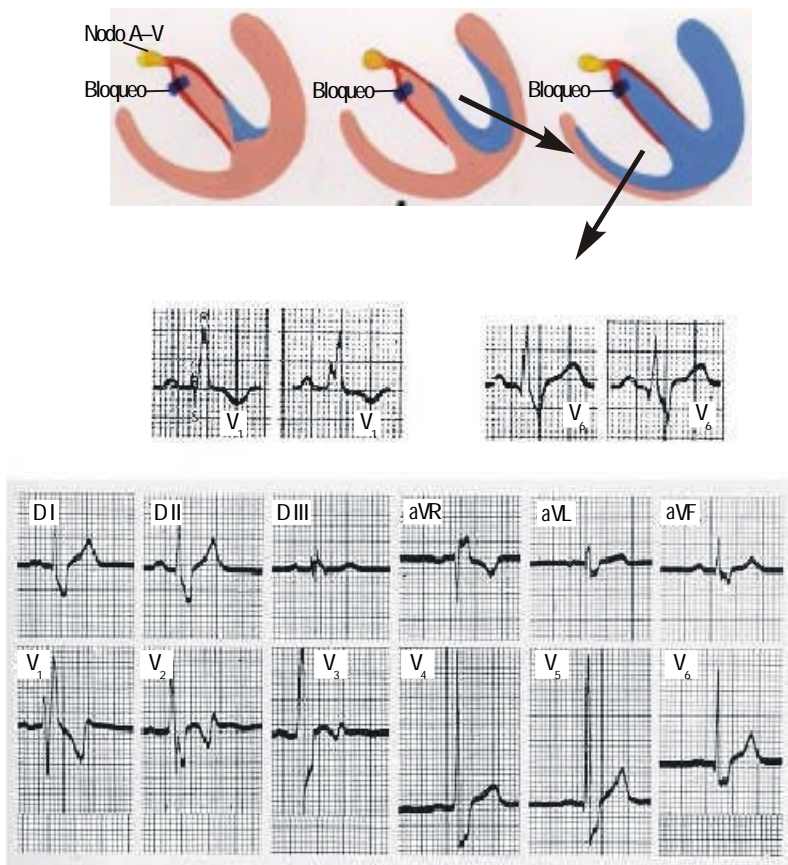 Nodo A–V
Bloqueo
Bloqueo
Bloqueo
V1
V1
V6
V6
DI
DII
DIII
aVR
aVL
aVF
V1
V2
V3
V4
V5
V6